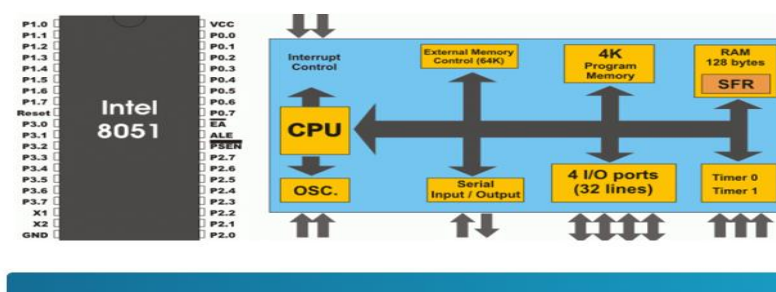 P1.0
P1.1
P1.2
P1.3
P1.4
P1.5
P1.6
P1.7
Reset
P3.0
P3.1
P3.2
P3.3
P3.4
P3.5
P3.6
P3.7
X1
X2
GND
Intel
8051
VCC
P0.0
P0.1
P0.2
P0.3
P0.4
P0.5
P0.6
P0.7
EA
ALE
PSEN
P2.7
P2.6
P2.5
P2.4
P2.3
P2.2
P2.1
P2.0
Interrupt
Control
External Memory
Control (64K)
4K
Program
Memory
RAM
128 bytes
SFR
CPU
OSC.
Serial
Input / Output
4 I/O ports
(32 lines)
Timer 0
Timer 1